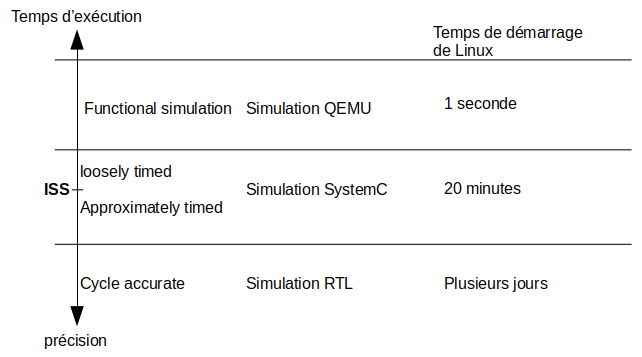 Temps d'exécution
Temps de démarrage
de Linux
Functional simulation
Simulation QEMU
1 seconde
loosely timed
ISS
Simulation SystemC
20 minutes
Approximately timed
Cycle accurate
Simulation RTL
Plusieurs jours
précision